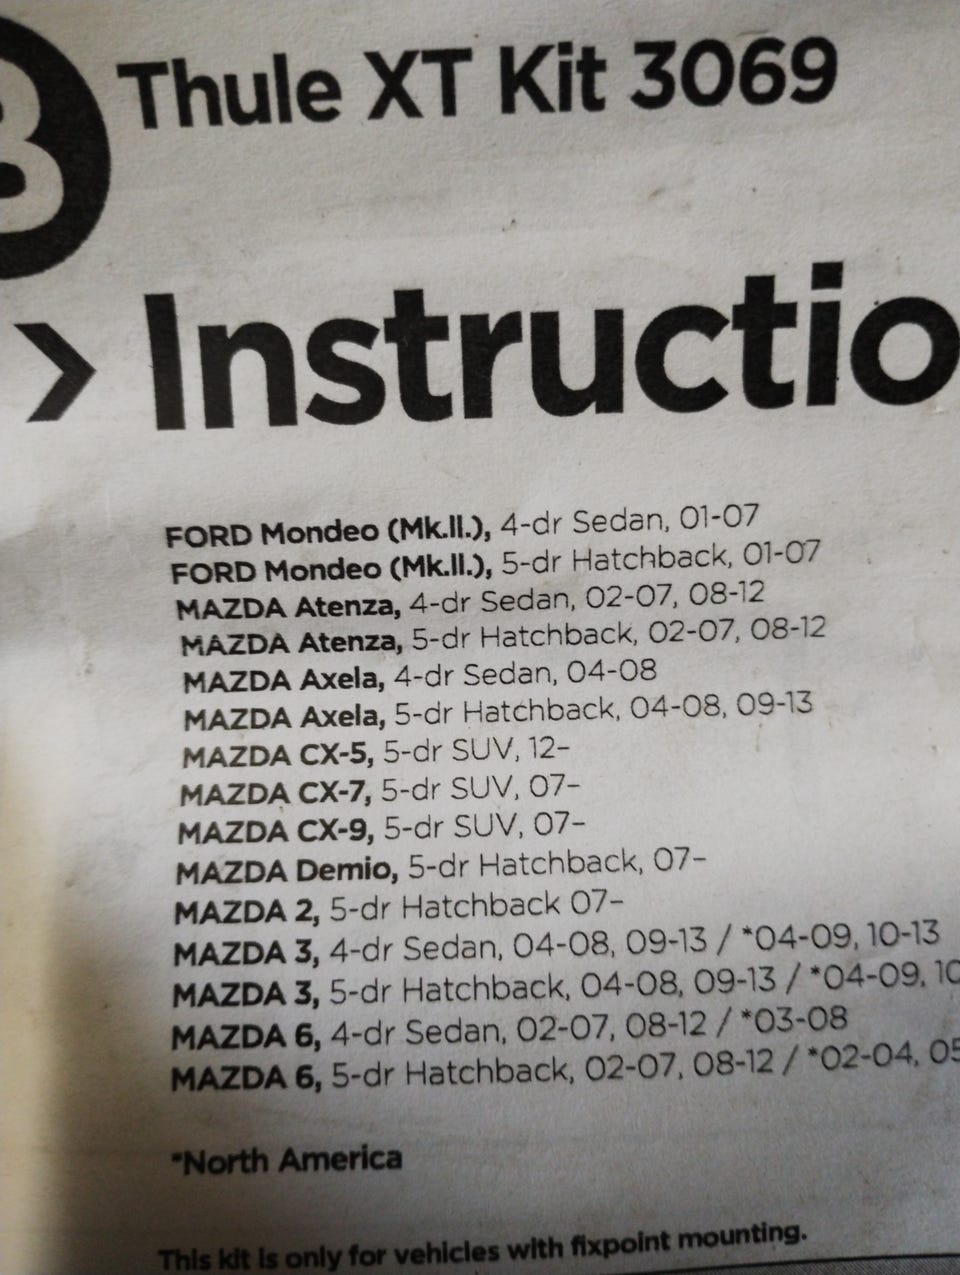 Thule XT Kit 3069
> Instructio
FORD Mondeo (Mk.II.), 4-dr Sedan, 01-07
FORD Mondeo (Mk.II.), 5-dr Hatchback, 01-07
MAZDA Atenza, 4-dr Sedan, 02-07, 08-12
MAZDA Atenza, 5-dr Hatchback, 02-07, 08-12
MAZDA Axela, 4-dr Sedan, 04-08
MAZDA Axela, 5-dr Hatchback, 04-08, 09-13
MAZDA CX-5, 5-dr SUV, 12-
MAZDA CX-7, 5-dr SUV, 07-
MAZDA CX-9, 5-dr SUV, 07-
MAZDA Demio, 5-dr Hatchback, 07-
MAZDA 2, 5-dr Hatchback 07-
MAZDA 3, 4-dr Sedan, 04-08, 09-13 / *04-09, 10-13
MAZDA 3, 5-dr Hatchback, 04-08, 09-13 / *04-09, 10
MAZDA 6, 4-dr Sedan, 02-07, 08-12 / *03-08
MAZDA 6, 5-dr Hatchback, 02-07, 08-12 / *02-04, 05
*North America
This kit is only for vehicles with fixpoint mounting.